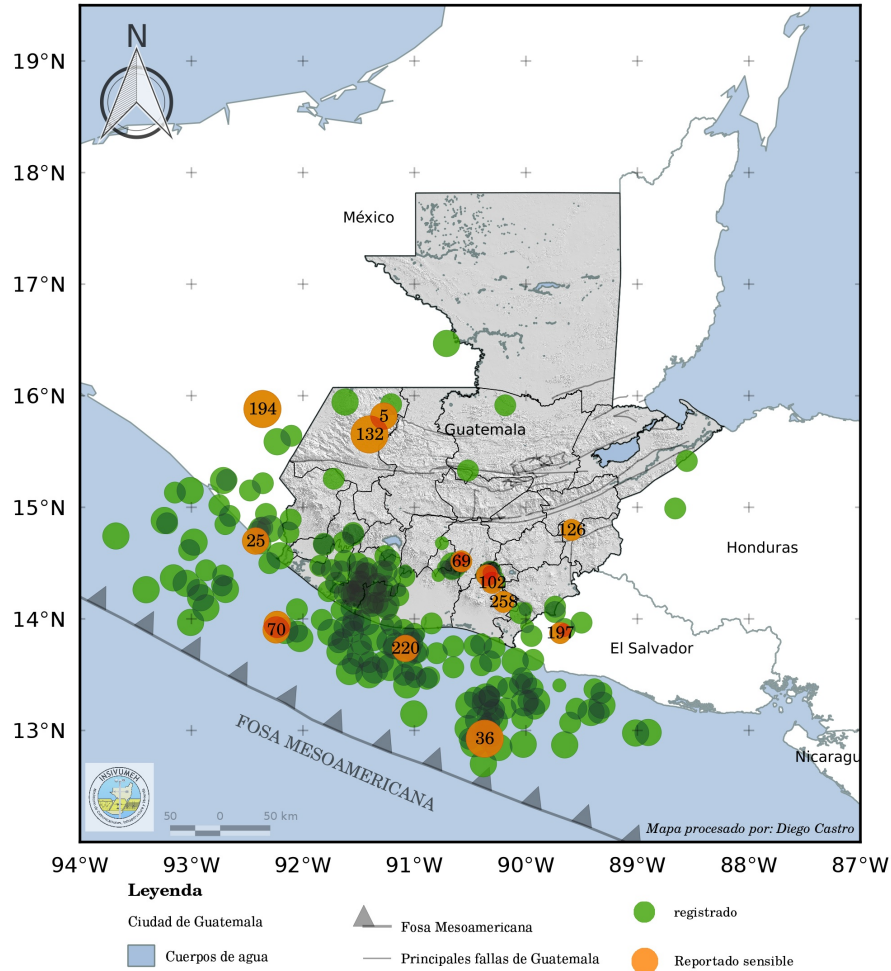 N
19°N
18°N
México
17°N
16°N
194
5
132
Guatemala
15°N
126
25
Honduras
69
102
258
14°N
70
197
220
El Salvador
13°N
36
FOSA MESOAMERICANA
Nicaragu
INSIVUMEH
50 0 50 km
Mapa procesado por: Diego Castro
94°W 93°W 92°W 91°W 90°W 89°W 88°W 87°W
Leyenda
Ciudad de Guatemala
Fosa Mesoamericana
registrado
Cuerpos de agua
Principales fallas de Guatemala
Reportado sensible